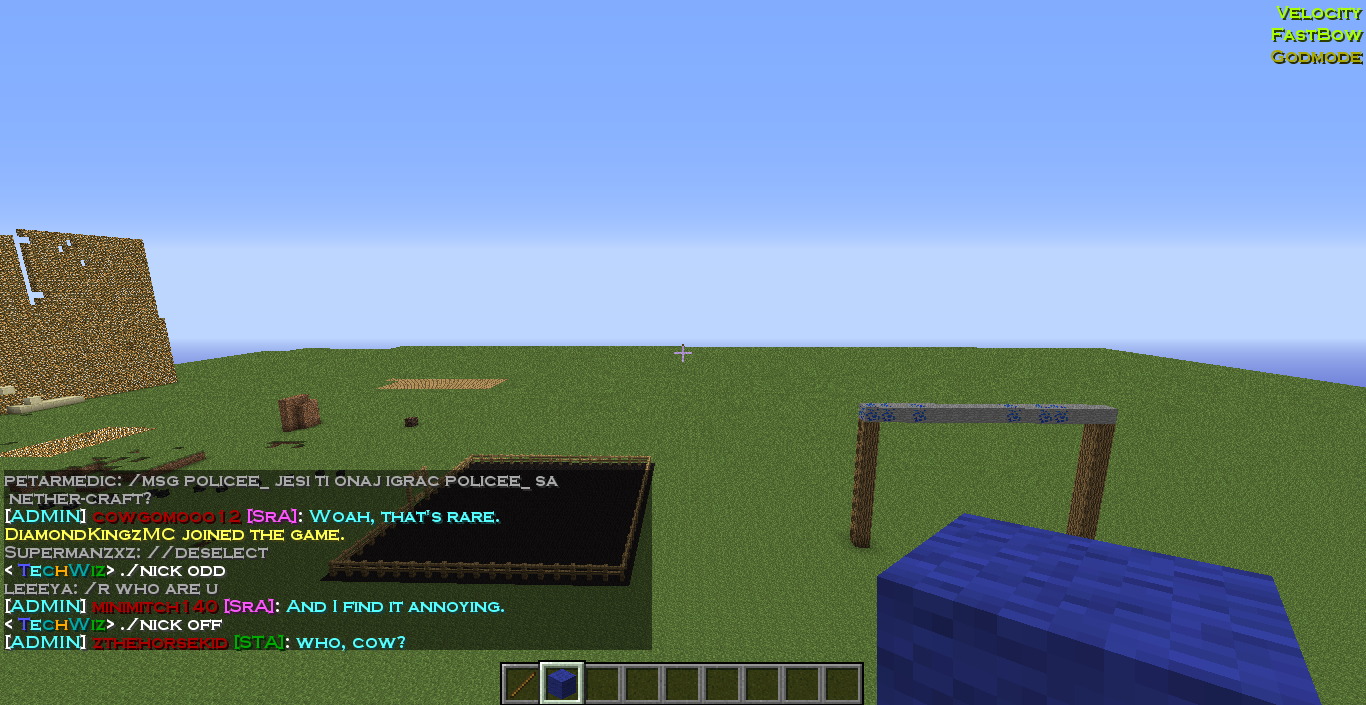 Velocity
FastBow
Godmode
petarmedic: /msg policee_ jesi ti onaj igrac policee_ sa
nether-craft?
[ADMIN] cowgomooo12 [SrA]: Woah, that's rare.
DiamondKingzMC joined the game.
Supermanzxz: //deselect
< TechWiz> ./nick odd
leeeya: /r who are u
[ADMIN] minimitch140 [SrA]: And I find it annoying.
< TechWiz> ./nick off
[ADMIN] zthehorsekid [STA]: who, cow?